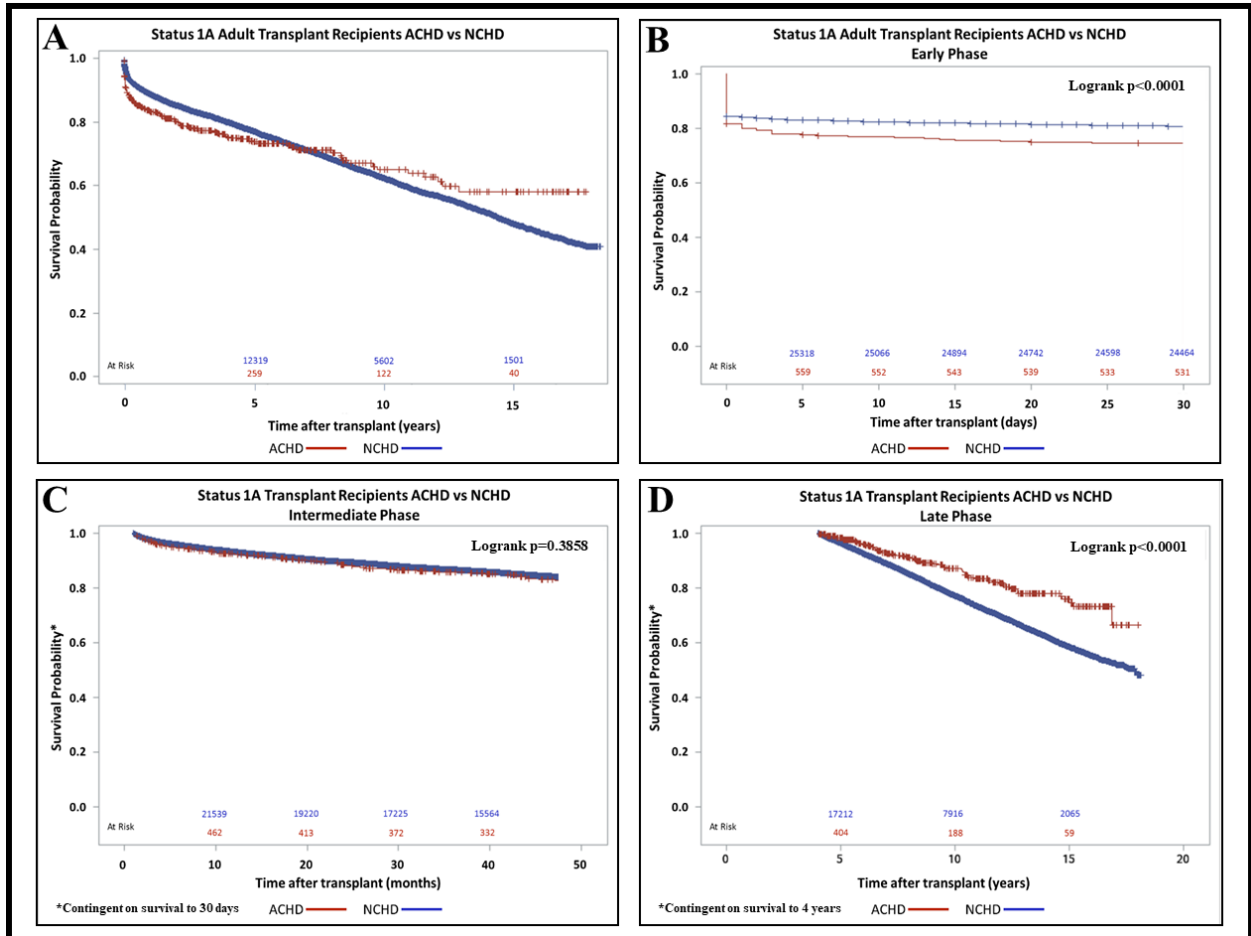 A
Status 1A Adult Transplant Recipients ACHD vs NCHD
1.0
0.8
0.6
0.4
0.2
0.0
Survival Probability
At Risk
12319 5602 1501
259 122 40
0 5 10 15
Time after transplant (years)
ACHD NCHD
B
Status 1A Adult Transplant Recipients ACHD vs NCHD
Early Phase
Logrank p<0.0001
1.0
0.8
0.6
0.4
0.2
0.0
Survival Probability
At Risk
25318 25066 24894 24742 24598 24464
559 552 543 539 533 531
0 5 10 15 20 25 30
Time after transplant (days)
ACHD NCHD
C
Status 1A Transplant Recipients ACHD vs NCHD
Intermediate Phase
Logrank p=0.3858
1.0
0.8
0.6
0.4
0.2
0.0
Survival Probability*
At Risk
21539 19220 17225 15564
462 413 372 332
0 10 20 30 40 50
Time after transplant (months)
*Contingent on survival to 30 days
ACHD NCHD
D
Status 1A Transplant Recipients ACHD vs NCHD
Late Phase
Logrank p<0.0001
1.0
0.8
0.6
0.4
0.2
0.0
Survival Probability*
At Risk
17212 7916 2065
404 188 59
0 5 10 15 20
Time after transplant (years)
*Contingent on survival to 4 years
ACHD NCHD